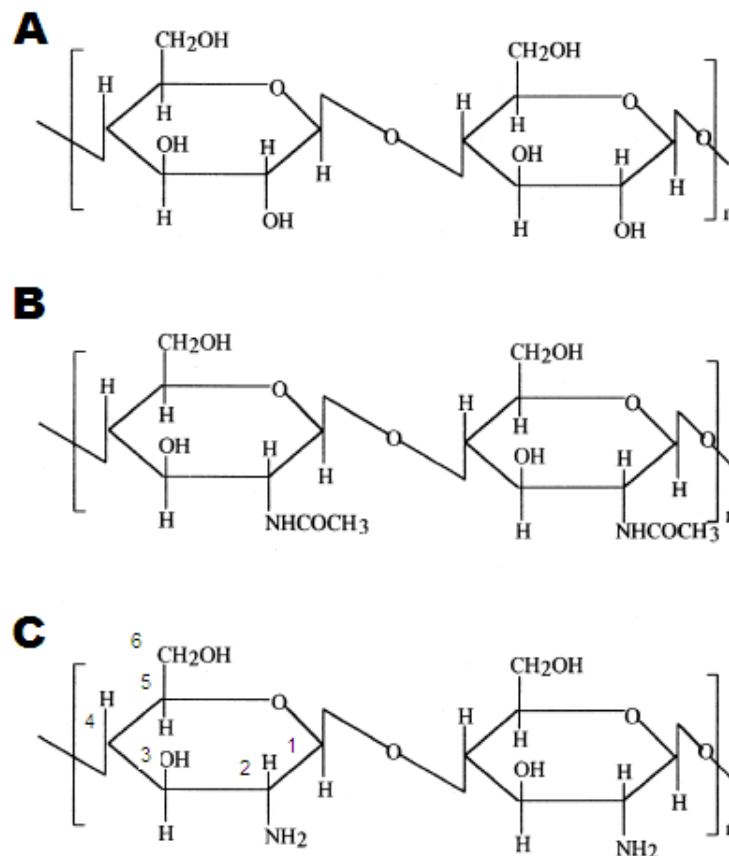 A
CH2OH CH2OH
H O H O
H H
OH H O OH H O
H H
H OH H OH n
B
CH2OH CH2OH
H O H O
H H
OH H O OH H O
H H
H NHCOCH3 H NHCOCH3 n
C
6 CH2OH CH2OH
5
H O H O
4 H H
3 OH 2 H 1 O OH H O
H H
H NH2 H NH2 n